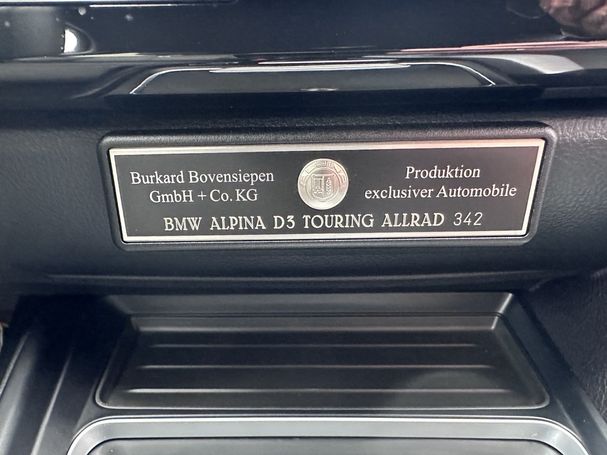 Burkard Bovensiepen
GmbH + Co. KG
Produktion
exclusiver Automobile
BMW ALPINA D3 TOURING ALLRAD 342